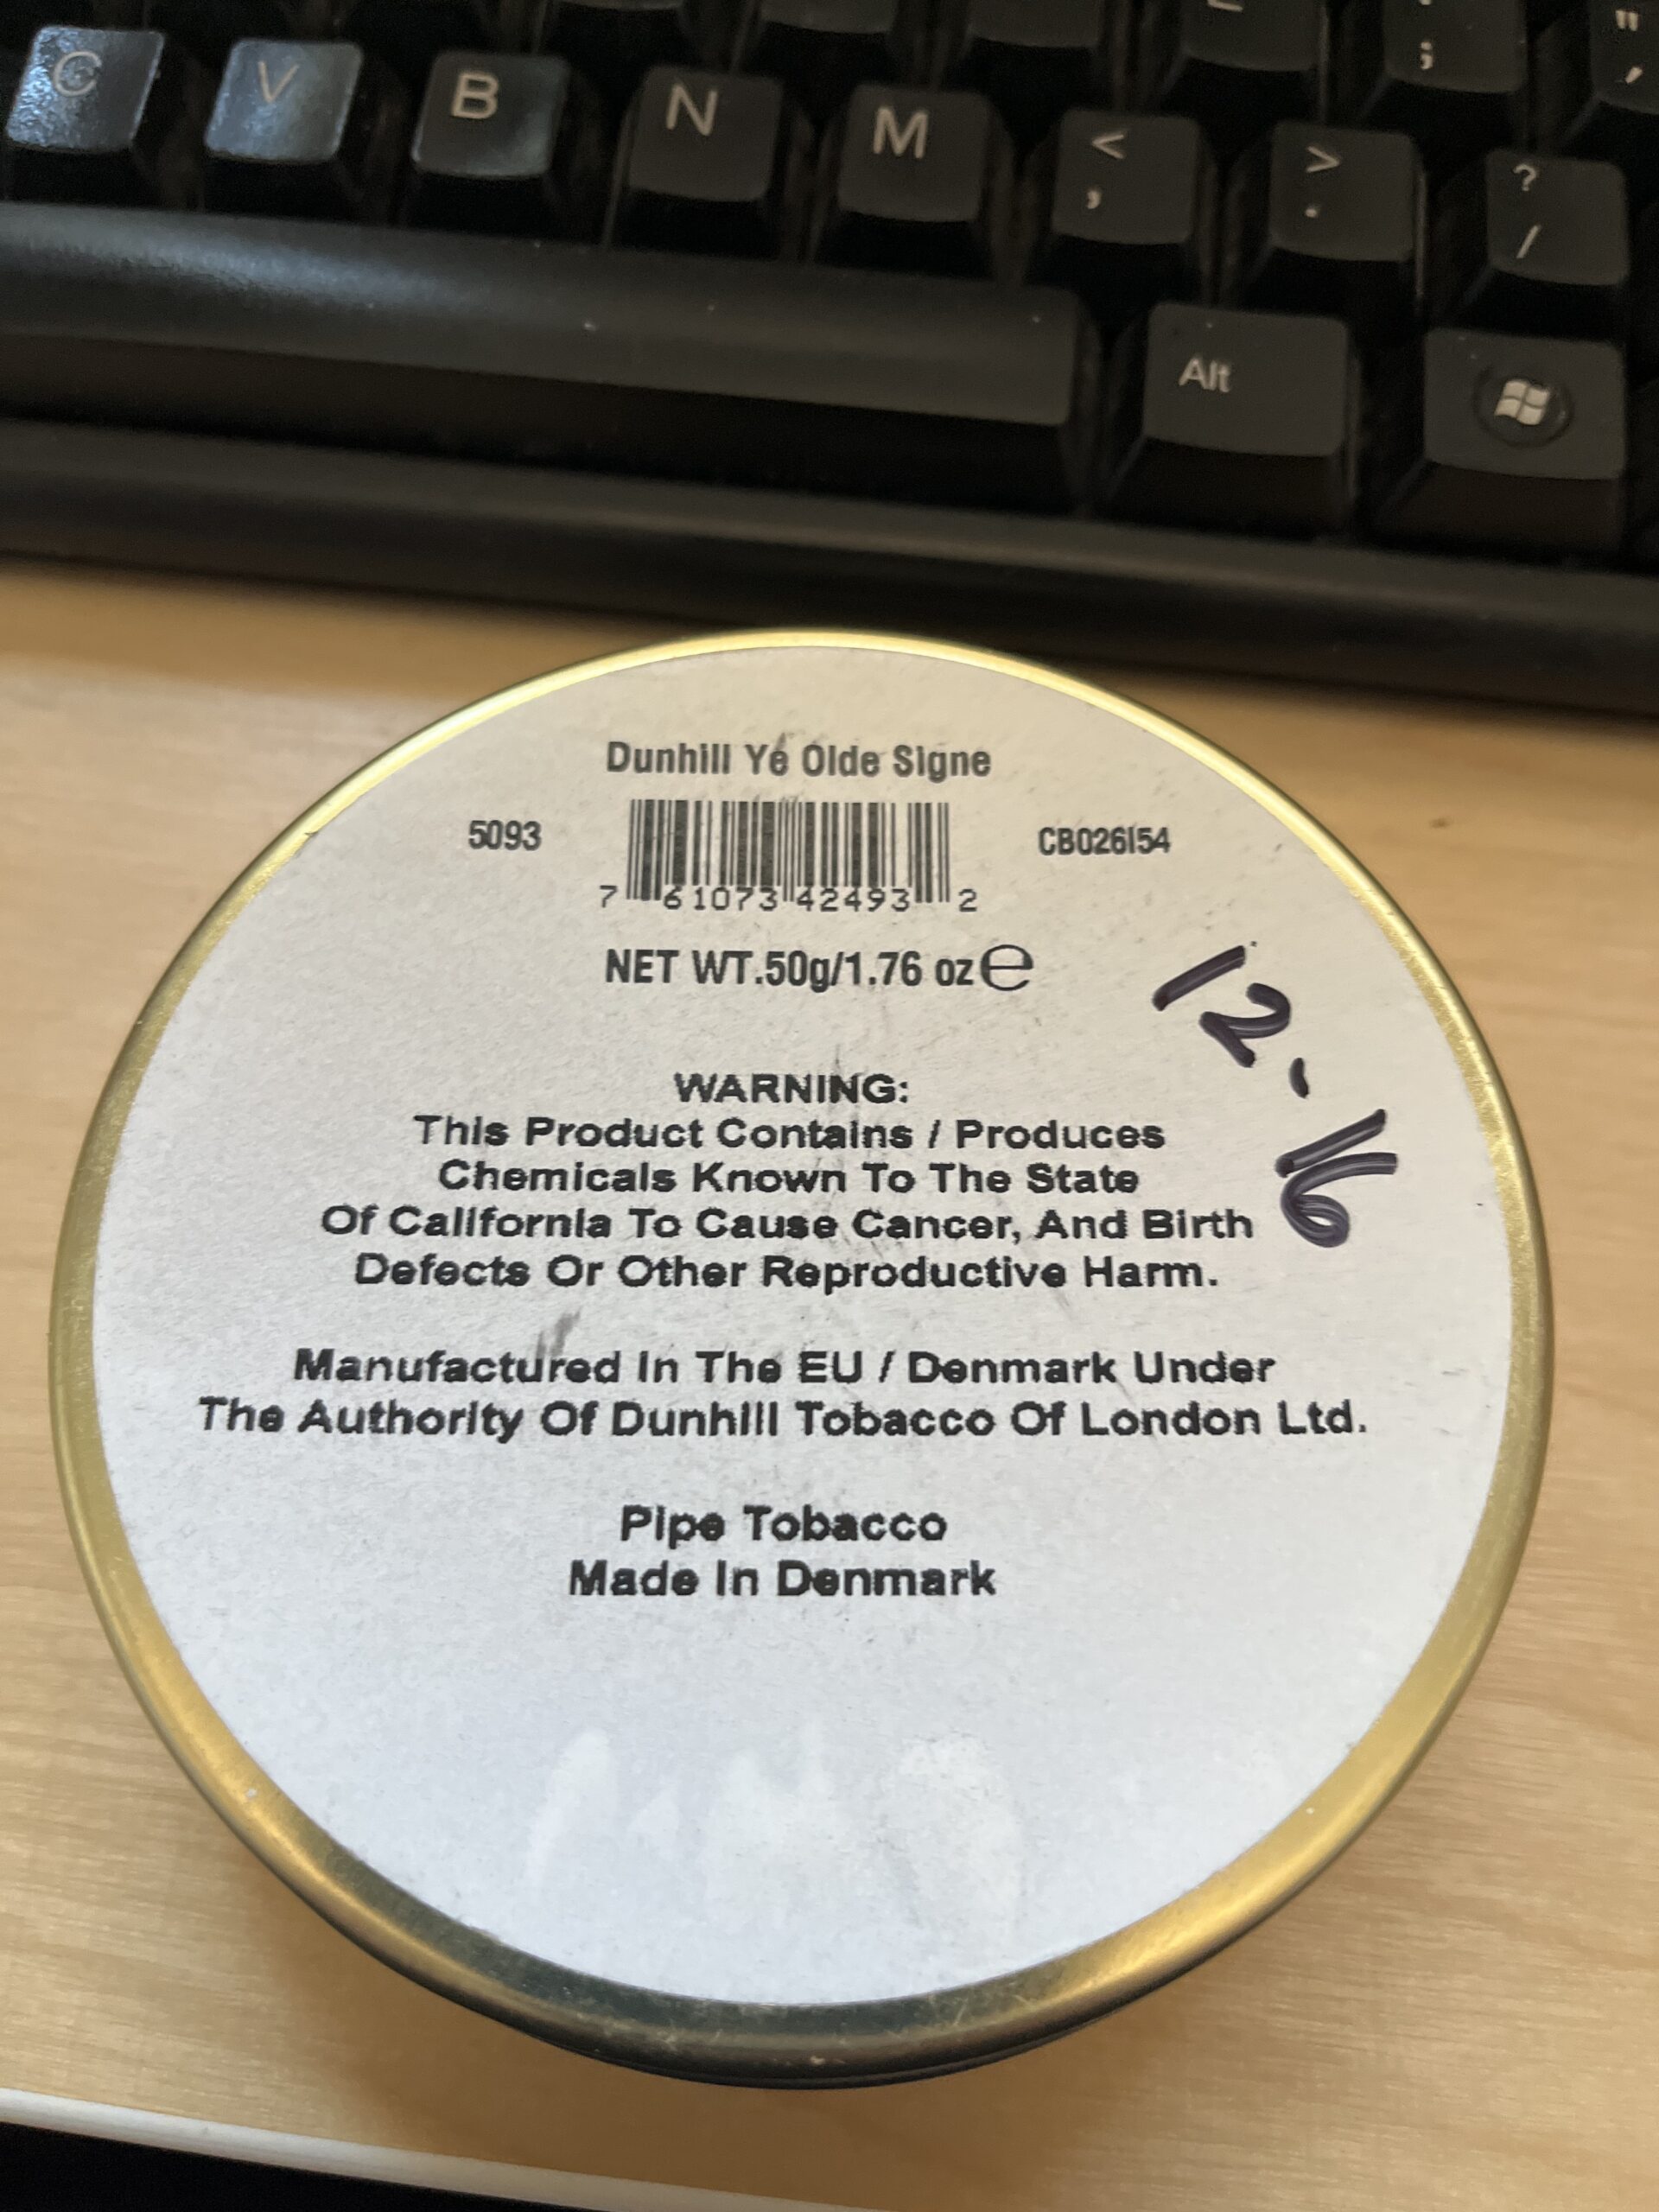 C V B N M < , > . ? / ; " '
Alt
Dunhill Ye Olde Signe
5093
CB026154
7 61073 42493 2
NET WT.50g/1.76 oz e
12-16
WARNING:
This Product Contains / Produces
Chemicals Known To The State
Of California To Cause Cancer, And Birth
Defects Or Other Reproductive Harm.
Manufactured In The EU / Denmark Under
The Authority Of Dunhill Tobacco Of London Ltd.
Pipe Tobacco
Made In Denmark